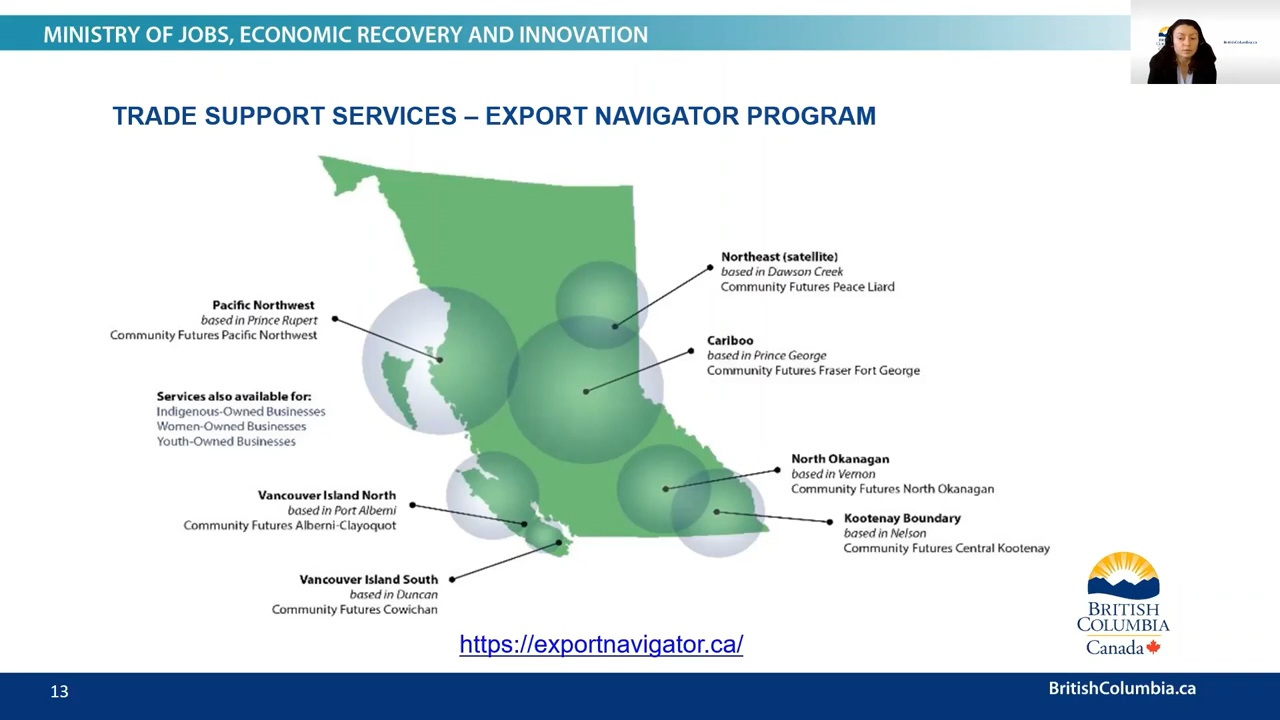 MINISTRY OF JOBS, ECONOMIC RECOVERY AND INNOVATION
TRADE SUPPORT SERVICES – EXPORT NAVIGATOR PROGRAM
Northeast (satellite)
based in Dawson Creek
Community Futures Peace Liard
Pacific Northwest
based in Prince Rupert
Community Futures Pacific Northwest
Cariboo
based in Prince George
Community Futures Fraser Fort George
Services also available for:
Indigenous-Owned Businesses
Women-Owned Businesses
Youth-Owned Businesses
North Okanagan
based in Vernon
Community Futures North Okanagan
Vancouver Island North
based in Port Alberni
Community Futures Alberni-Clayoquot
Kootenay Boundary
based in Nelson
Community Futures Central Kootenay
Vancouver Island South
based in Duncan
Community Futures Cowichan
https://exportnavigator.ca/
BRITISH
COLUMBIA
Canada
13
BritishColumbia.ca